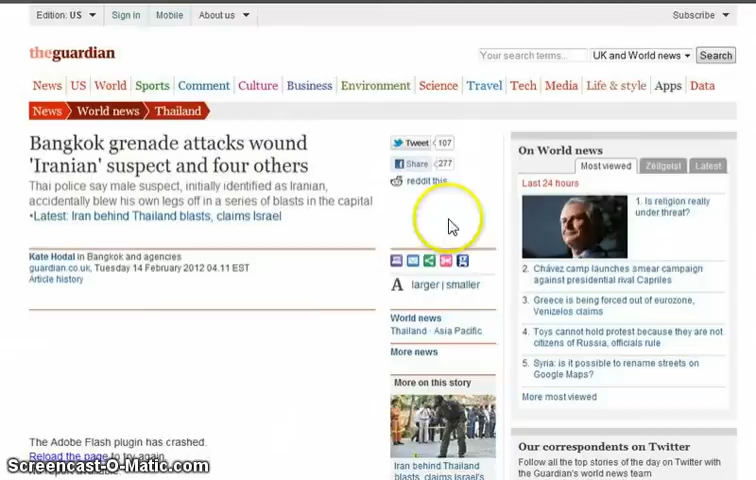 Edition: US
Sign in
Mobile
About us
Subscribe
theguardian
Your search terms...
UK and World news
Search
News US World Sports Comment Culture Business Environment Science Travel Tech Media Life & style Apps Data
News World news Thailand
Bangkok grenade attacks wound
'Iranian' suspect and four others
Thai police say male suspect, initially identified as Iranian,
accidentally blew his own legs off in a series of blasts in the capital
•Latest: Iran behind Thailand blasts, claims Israel
Kate Hodal in Bangkok and agencies
guardian.co.uk, Tuesday 14 February 2012 04.11 EST
Article history
The Adobe Flash plugin has crashed.
Reload the page to try again.
Tweet 107
Share 277
reddit this
A larger | smaller
World news
Thailand · Asia Pacific
More news
More on this story
Iran behind Thailand
blasts, claims Israel's
On World news
Most viewed
Zeitgeist
Latest
Last 24 hours
1. Is religion really
under threat?
2. Chávez camp launches smear campaign
against presidential rival Capriles
3. Greece is being forced out of eurozone,
Venizelos claims
4. Toys cannot hold protest because they are not
citizens of Russia, officials rule
5. Syria: is it possible to rename streets on
Google Maps?
More most viewed
Our correspondents on Twitter
Follow all the top stories of the day on Twitter with
the Guardian's world news team
Screencast-O-Matic.com